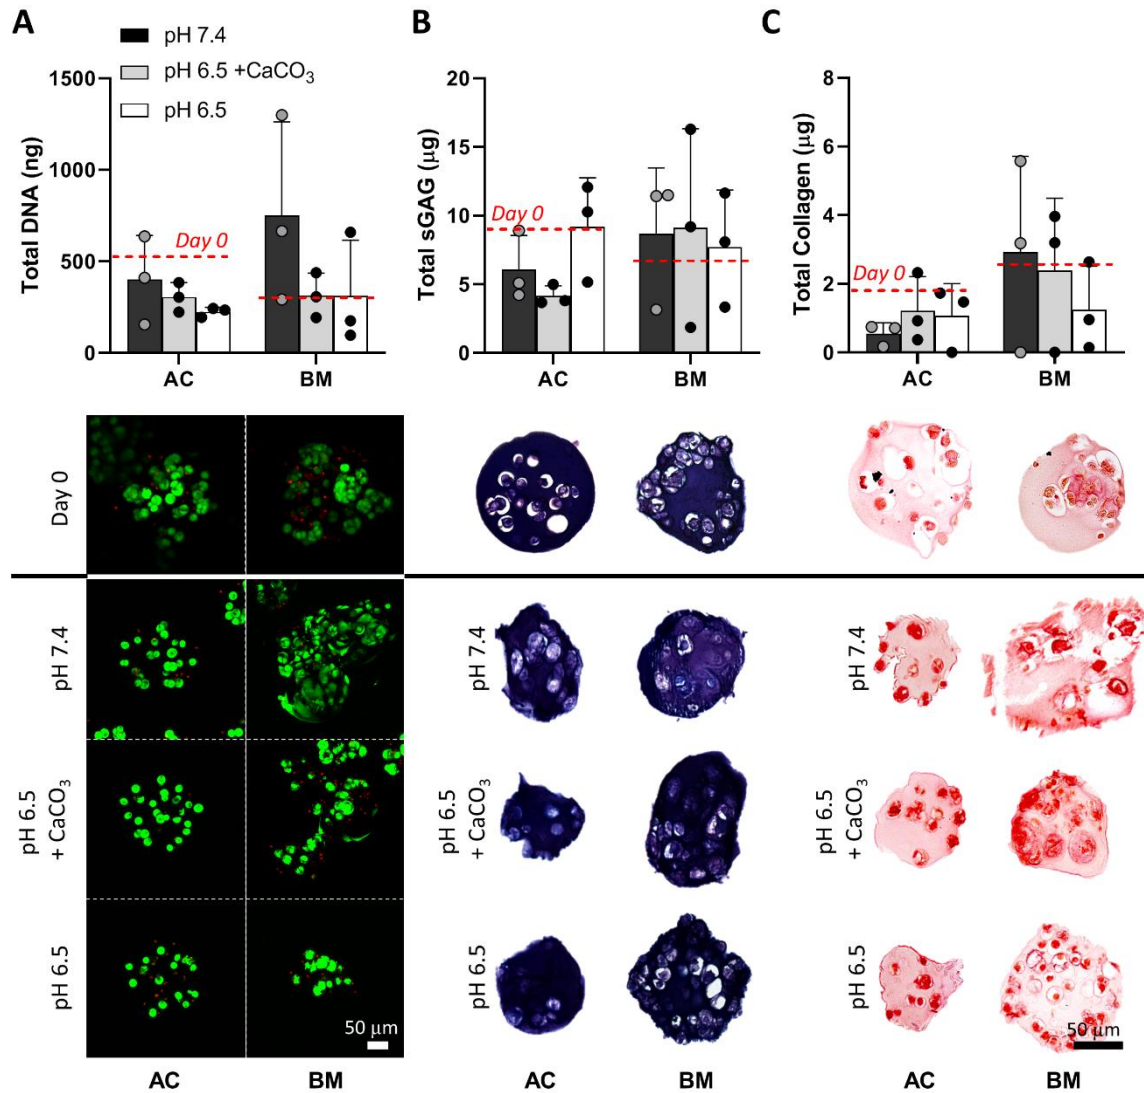 A
B
C
pH 7.4
pH 6.5 +CaCO3
pH 6.5
Total DNA (ng)
1500
1000
500
0
Day 0
AC
BM
Total sGAG (μg)
20
15
10
5
0
Day 0
AC
BM
Total Collagen (μg)
8
6
4
2
0
Day 0
AC
BM
Day 0
pH 7.4
pH 7.4
pH 7.4
pH 6.5
+ CaCO3
pH 6.5
+ CaCO3
pH 6.5
+ CaCO3
pH 6.5
pH 6.5
pH 6.5
50 μm
50 μm
AC
BM
AC
BM
AC
BM